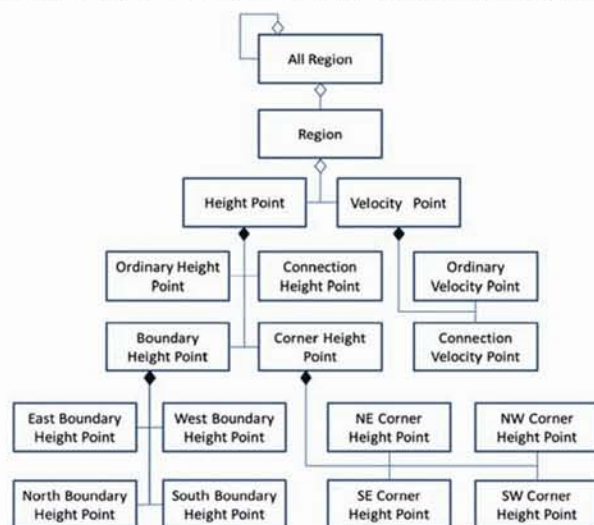 All Region
Region
Height Point
Velocity Point
Ordinary Height
Point
Connection
Height Point
Ordinary
Velocity Point
Boundary
Height Point
Corner Height
Point
Connection
Velocity Point
East Boundary
Height Point
West Boundary
Height Point
NE Corner
Height Point
NW Corner
Height Point
North Boundary
Height Point
South Boundary
Height Point
SE Corner
Height Point
SW Corner
Height Point